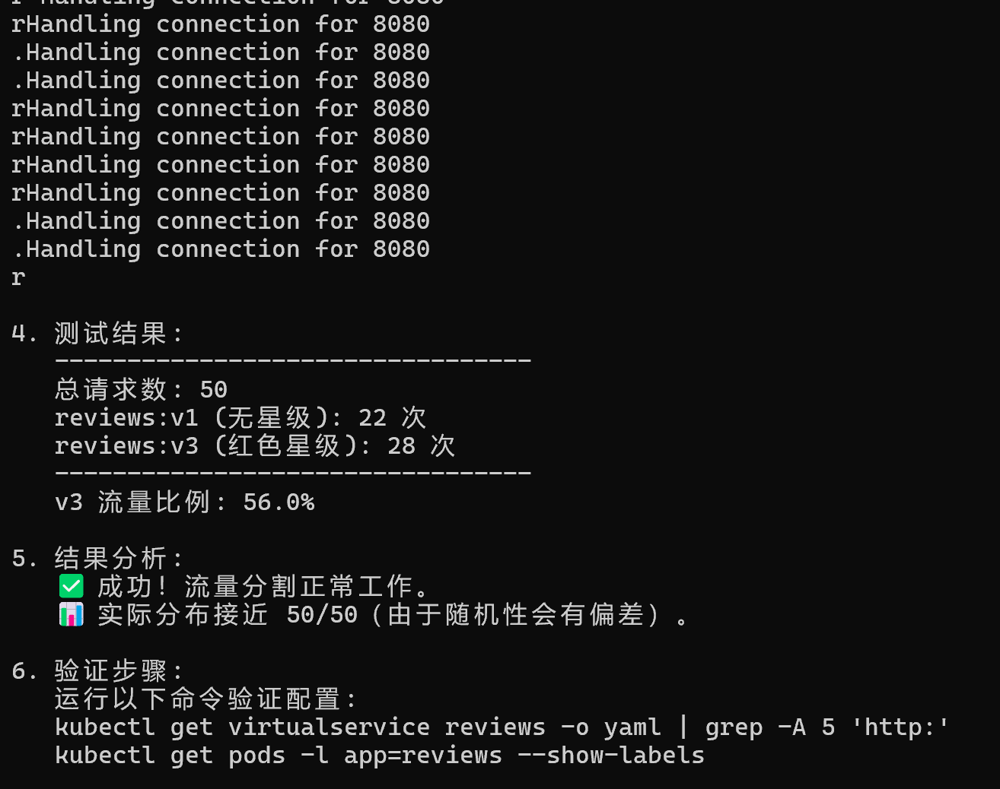 r Handling connection for 8080
rHandling connection for 8080
.Handling connection for 8080
.Handling connection for 8080
rHandling connection for 8080
rHandling connection for 8080
rHandling connection for 8080
rHandling connection for 8080
.Handling connection for 8080
.Handling connection for 8080
r
4. 测试结果:
---------------------------------
总请求数: 50
reviews:v1 (无星级): 22 次
reviews:v3 (红色星级): 28 次
---------------------------------
v3 流量比例: 56.0%
5. 结果分析:
✅ 成功! 流量分割正常工作。
📊 实际分布接近 50/50 (由于随机性会有偏差) 。
6. 验证步骤:
运行以下命令验证配置:
kubectl get virtualservice reviews -o yaml | grep -A 5 'http:'
kubectl get pods -l app=reviews --show-labels